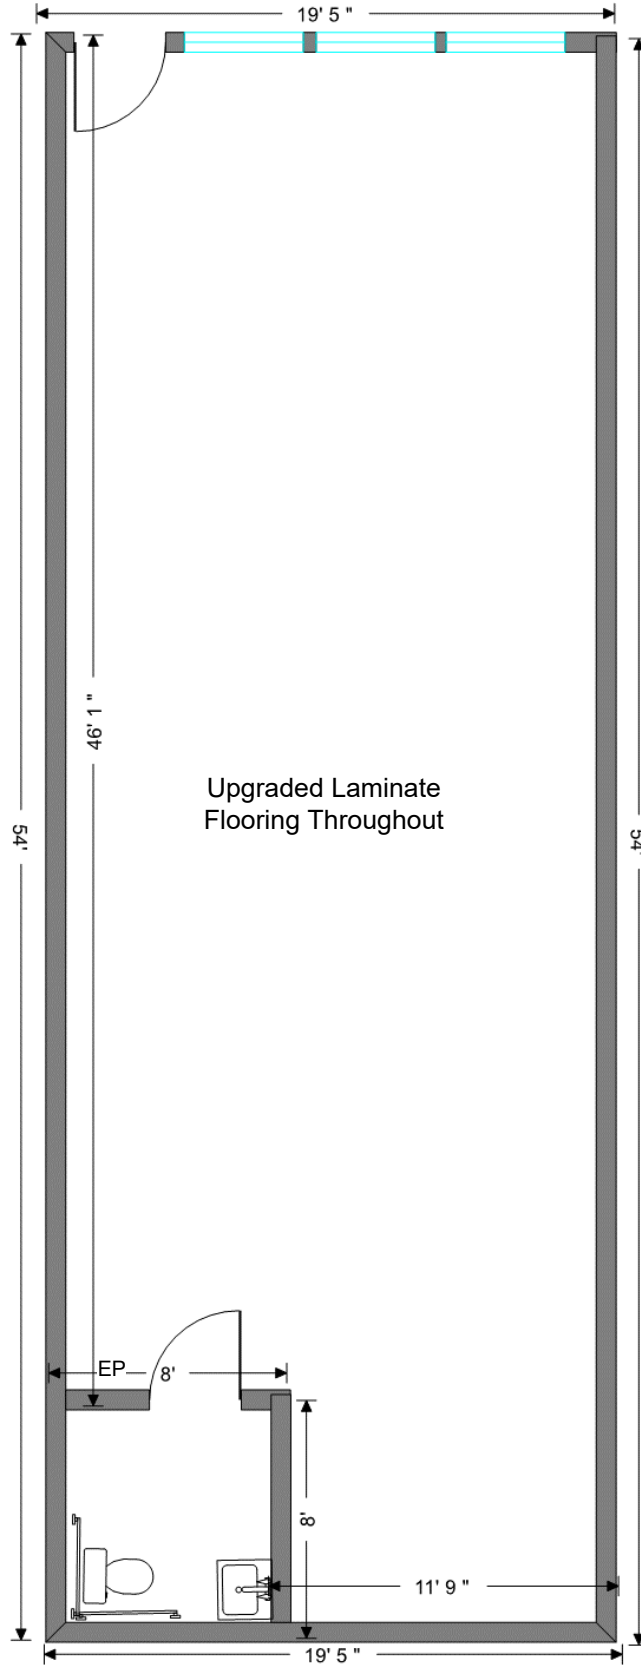 19' 5 "
46' 1 "
Upgraded Laminate
Flooring Throughout
54'
54'
EP
8'
8'
11' 9 "
19' 5 "